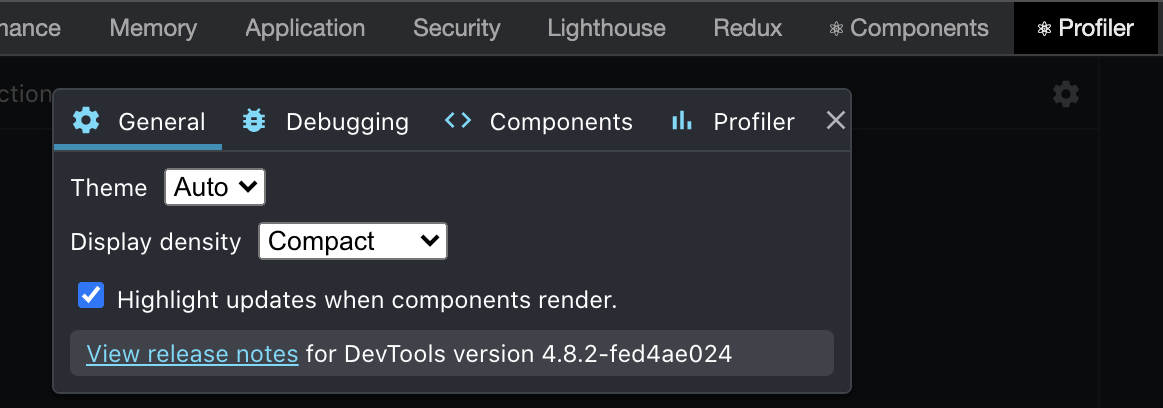 mance Memory Application Security Lighthouse Redux ⚛ Components ⚛ Profiler
ction
General Debugging Components Profiler
Theme Auto
Display density Compact
Highlight updates when components render.
View release notes for DevTools version 4.8.2-fed4ae024